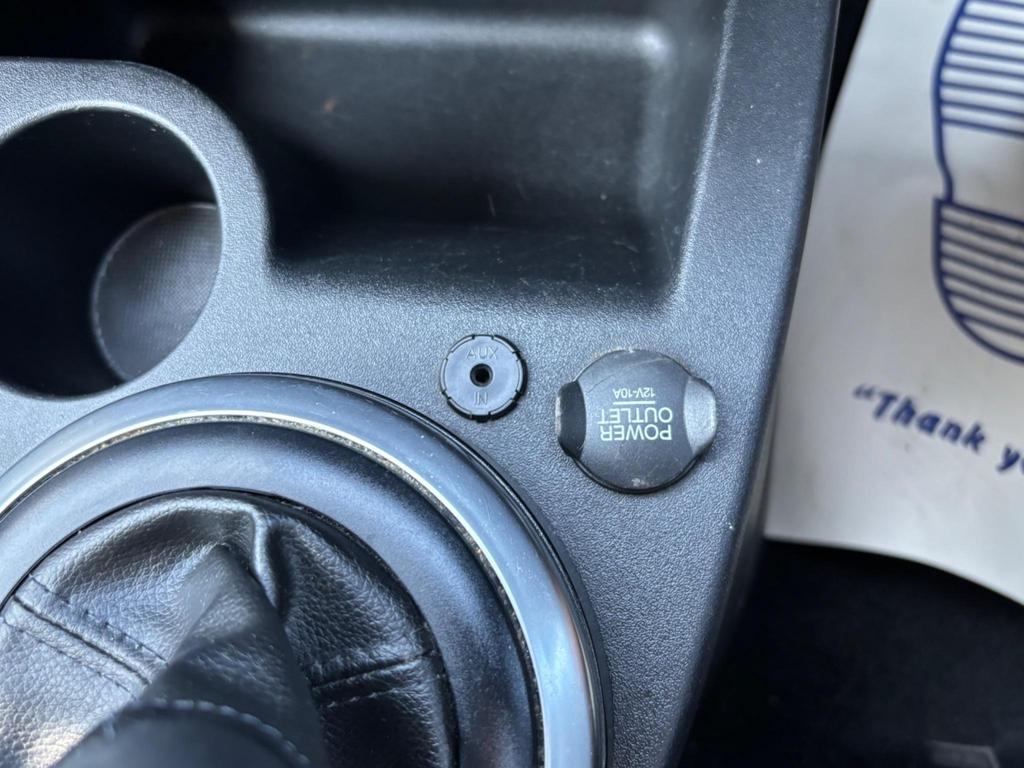 AUX
IN
POWER
OUTLET
12V-10A
"Thank